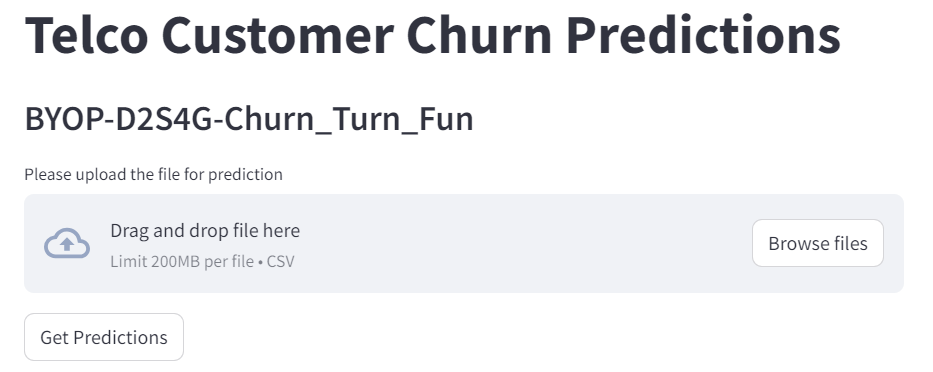 Telco Customer Churn Predictions
BYOP-D2S4G-Churn_Turn_Fun
Please upload the file for prediction
Drag and drop file here
Limit 200MB per file • CSV
Browse files
Get Predictions